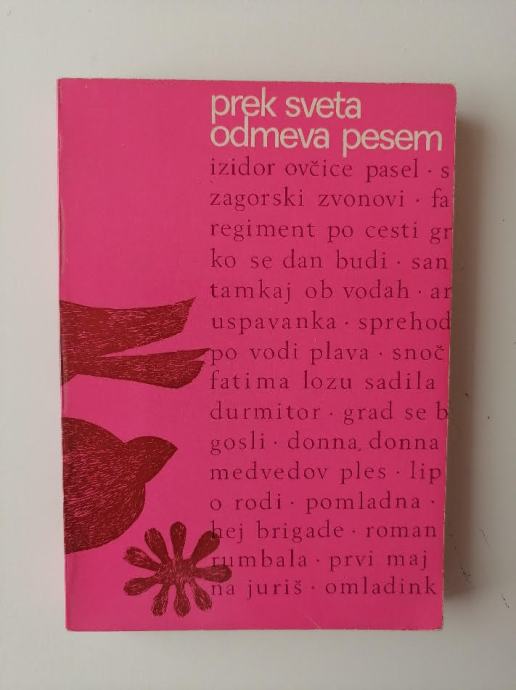 prek sveta
odmeva pesem
izidor ovčice pasel · s
zagorski zvonovi · fa
regiment po cesti gr
ko se dan budi · san
tamkaj ob vodah · ar
uspavanka · sprehod
po vodi plava · snoč
fatima lozu sadila
durmitor · grad se b
gosli · donna, donna
medvedov ples · lip
o rodi · pomladna ·
hej brigade · roman
rumbala · prvi maj
na juriš · omladink